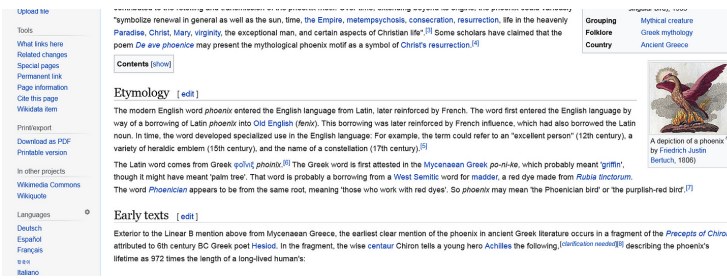 Upload file
Tools
What links here
Related changes
Special pages
Permanent link
Page information
Cite this page
Wikidata item
Print/export
Download as PDF
Printable version
In other projects
Wikimedia Commons
Wikiquote
Languages
Deutsch
Español
Français
Italiano
"symbolize renewal in general as well as the sun, time, the Empire, metempsychosis, consecration, resurrection, life in the heavenly
Paradise, Christ, Mary, virginity, the exceptional man, and certain aspects of Christian life".[3] Some scholars have claimed that the
poem De ave phoenice may present the mythological phoenix motif as a symbol of Christ's resurrection.[4]
Contents [show]
Etymology [ edit ]
The modern English word phoenix entered the English language from Latin, later reinforced by French. The word first entered the English language by
way of a borrowing of Latin phoenix into Old English (fenix). This borrowing was later reinforced by French influence, which had also borrowed the Latin
noun. In time, the word developed specialized use in the English language: For example, the term could refer to an "excellent person" (12th century), a
variety of heraldic emblem (15th century), and the name of a constellation (17th century).[5]
The Latin word comes from Greek φοῖνιξ phoinix.[6] The Greek word is first attested in the Mycenaean Greek po-ni-ke, which probably meant 'griffin',
though it might have meant 'palm tree'. That word is probably a borrowing from a West Semitic word for madder, a red dye made from Rubia tinctorum.
The word Phoenician appears to be from the same root, meaning 'those who work with red dyes'. So phoenix may mean 'the Phoenician bird' or 'the purplish-red bird'.[7]
Early texts [ edit ]
Exterior to the Linear B mention above from Mycenaean Greece, the earliest clear mention of the phoenix in ancient Greek literature occurs in a fragment of the Precepts of Chiron
attributed to 6th century BC Greek poet Hesiod. In the fragment, the wise centaur Chiron tells a young hero Achilles the following,[clarification needed][8] describing the phoenix's
lifetime as 972 times the length of a long-lived human's:
Grouping Mythical creature
Folklore Greek mythology
Country Ancient Greece
A depiction of a phoenix
by Friedrich Justin
Bertuch, 1806)